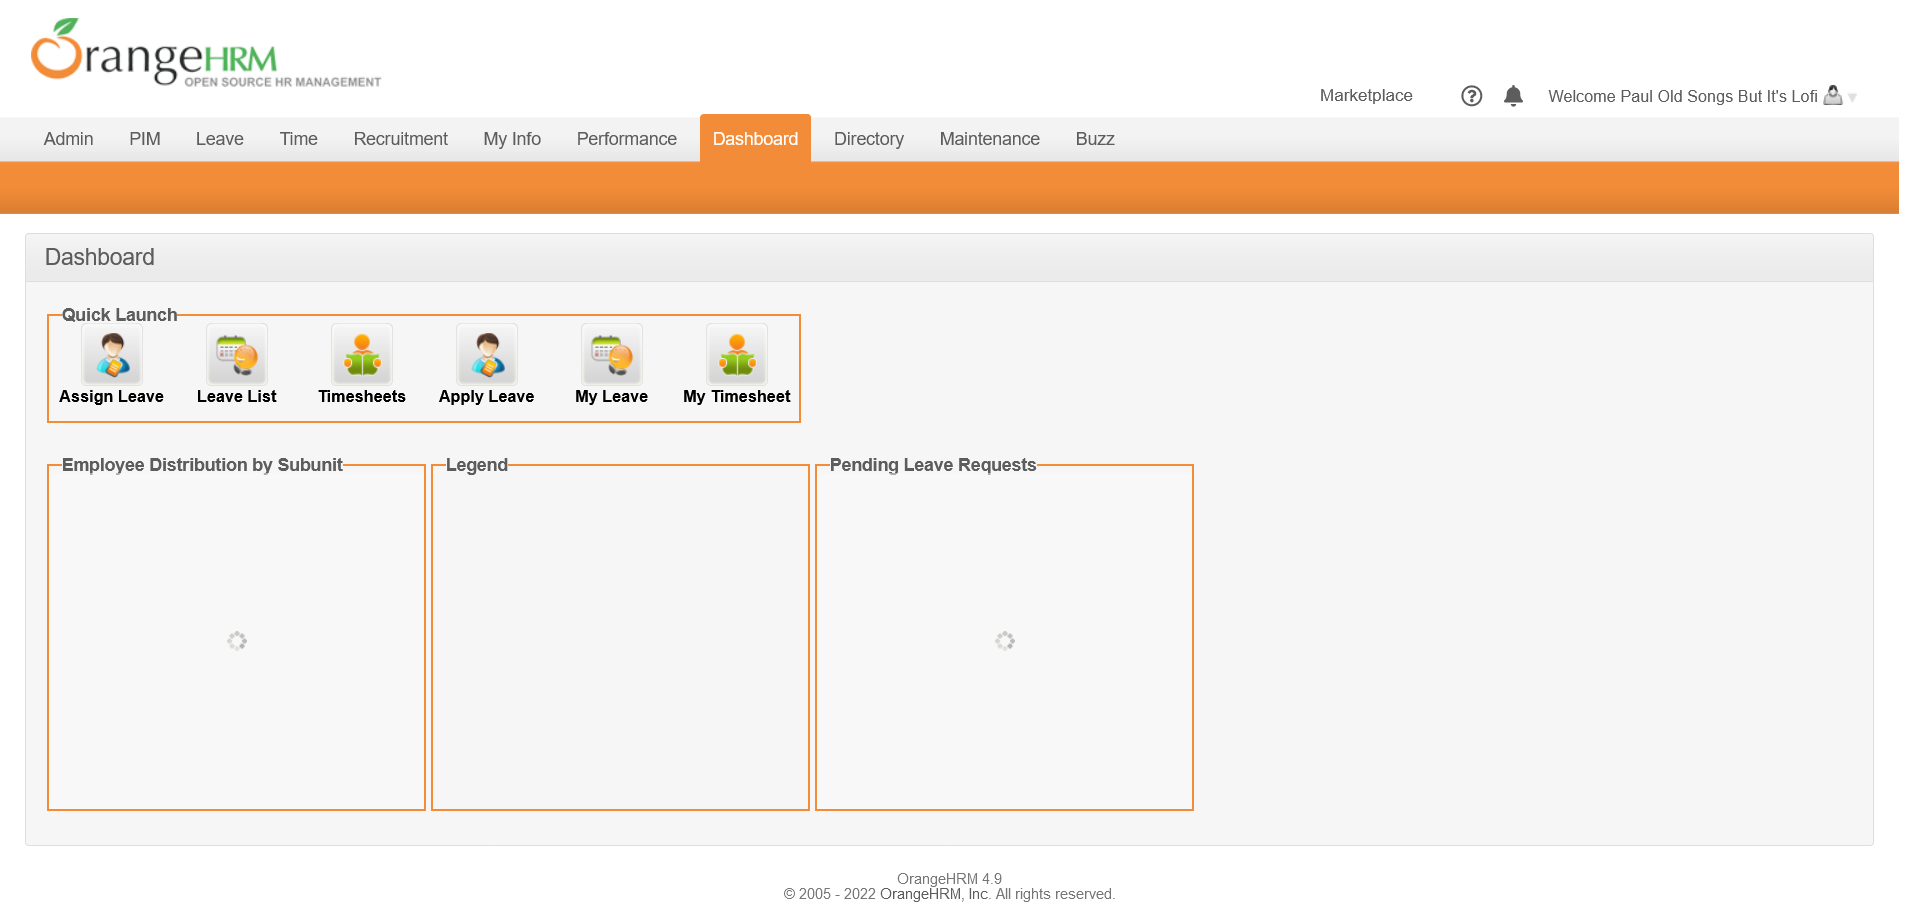 OrangeHRM
OPEN SOURCE HR MANAGEMENT
Marketplace
Welcome Paul Old Songs But It's Lofi
Admin PIM Leave Time Recruitment My Info Performance Dashboard Directory Maintenance Buzz
Dashboard
Quick Launch
Assign Leave Leave List Timesheets Apply Leave My Leave My Timesheet
Employee Distribution by Subunit Legend Pending Leave Requests
OrangeHRM 4.9
© 2005 - 2022 OrangeHRM, Inc. All rights reserved.